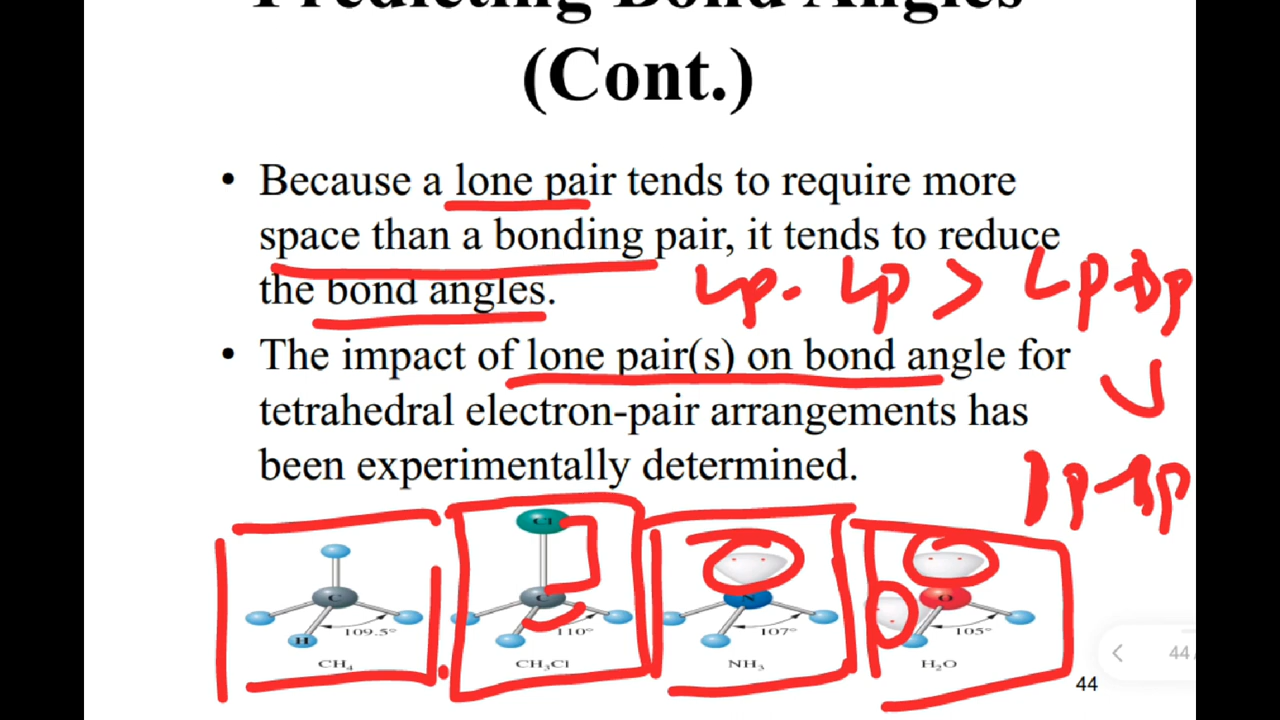 Predicting Bond Angles
(Cont.)
• Because a lone pair tends to require more
space than a bonding pair, it tends to reduce
the bond angles.
Lp - Lp > Lp-Bp
• The impact of lone pair(s) on bond angle for
tetrahedral electron-pair arrangements has
been experimentally determined.
Bp-Bp
Cl
C C N O
109.5° 110° 107° 105°
H
CH₄ CH₃Cl NH₃ H₂O
44
44